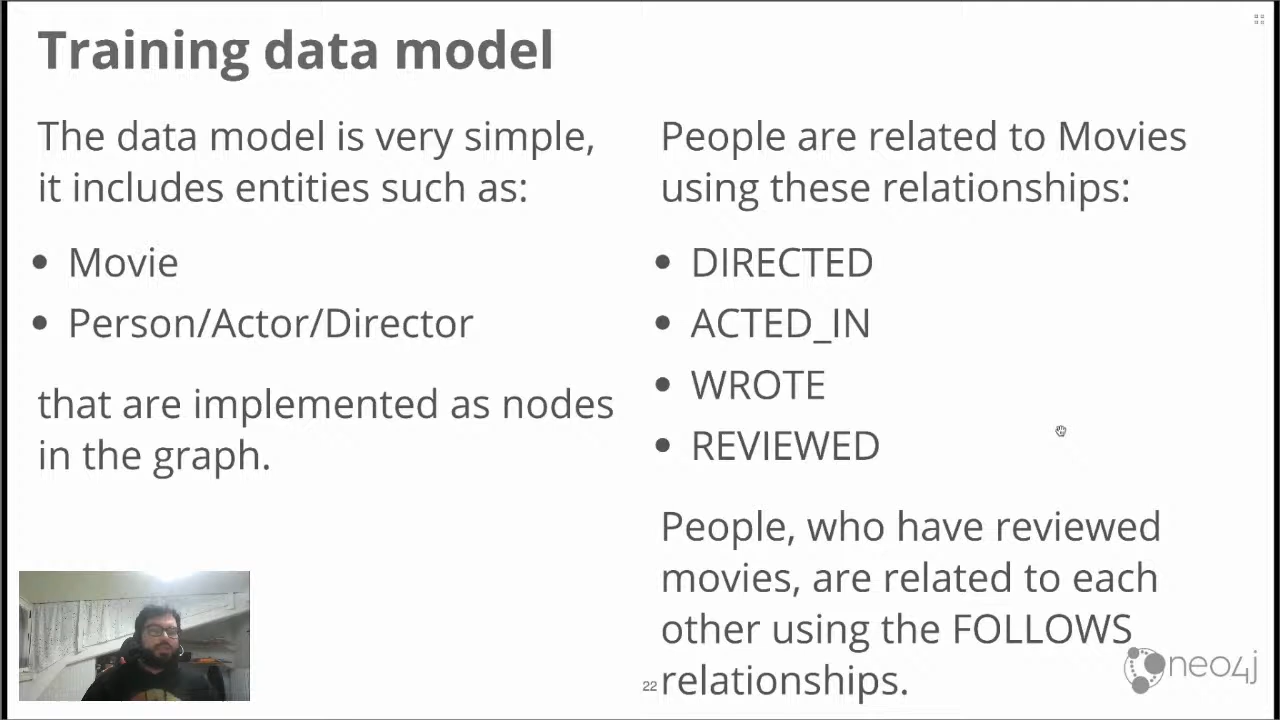 Training data model
The data model is very simple,
it includes entities such as:
• Movie
• Person/Actor/Director
that are implemented as nodes
in the graph.
People are related to Movies
using these relationships:
• DIRECTED
• ACTED_IN
• WROTE
• REVIEWED
People, who have reviewed
movies, are related to each
other using the FOLLOWS
relationships.
22
neo4j